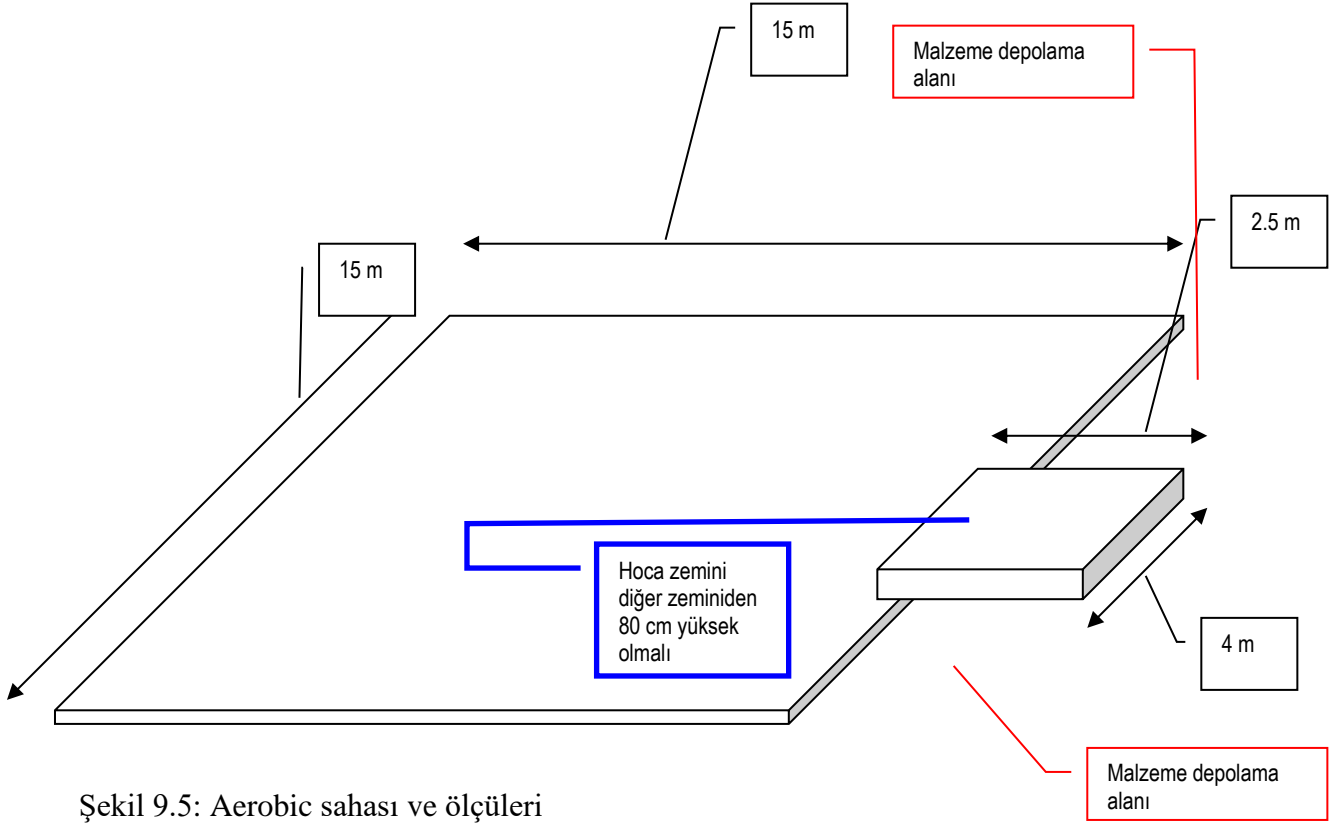 15 m
Malzeme depolama
alanı
2.5 m
15 m
Hoca zemini
diğer zeminiden
80 cm yüksek
olmalı
4 m
Malzeme depolama
alanı
Şekil 9.5: Aerobic sahası ve ölçüleri